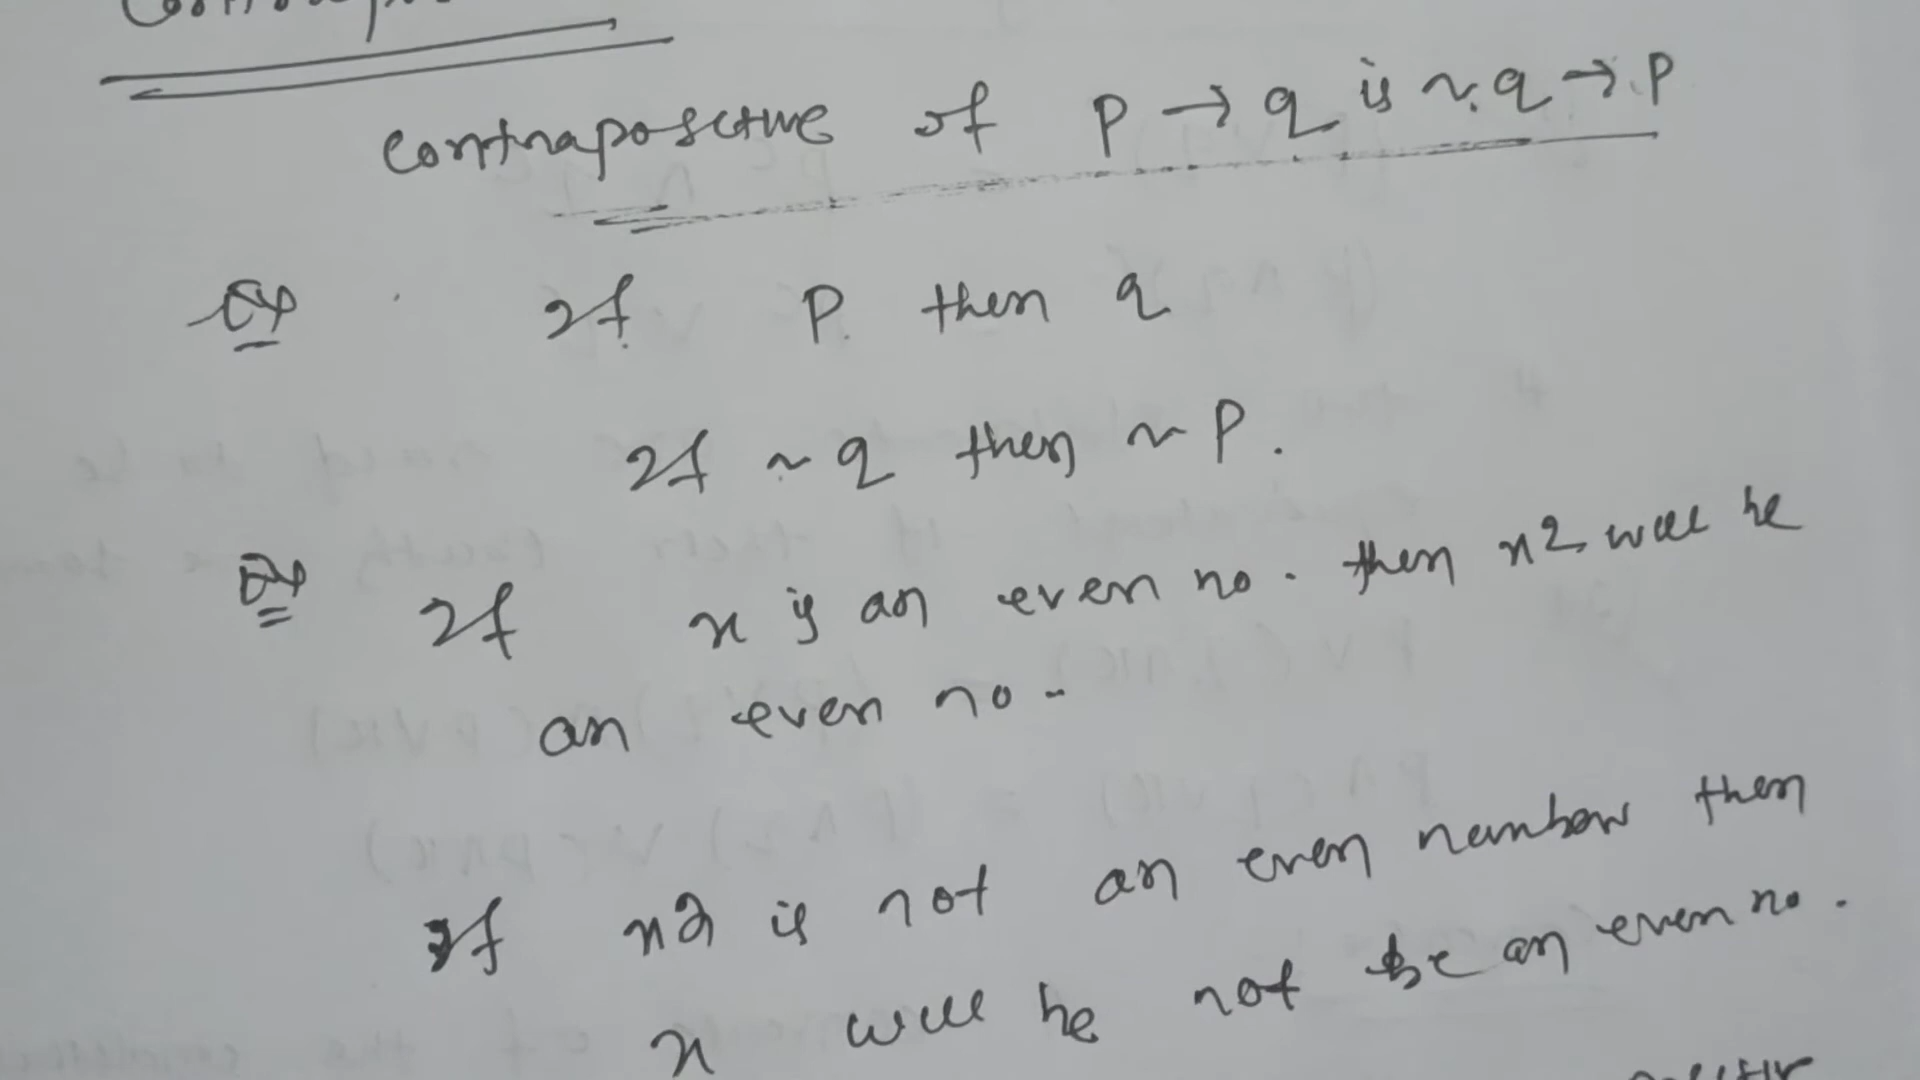 contrapositive of p → q is ~q → p
Ex If p then q
If ~q then ~p.
Ex If x is an even no. then x2 will be
an even no.
If x2 is not an even number then
x will be not be an even no.